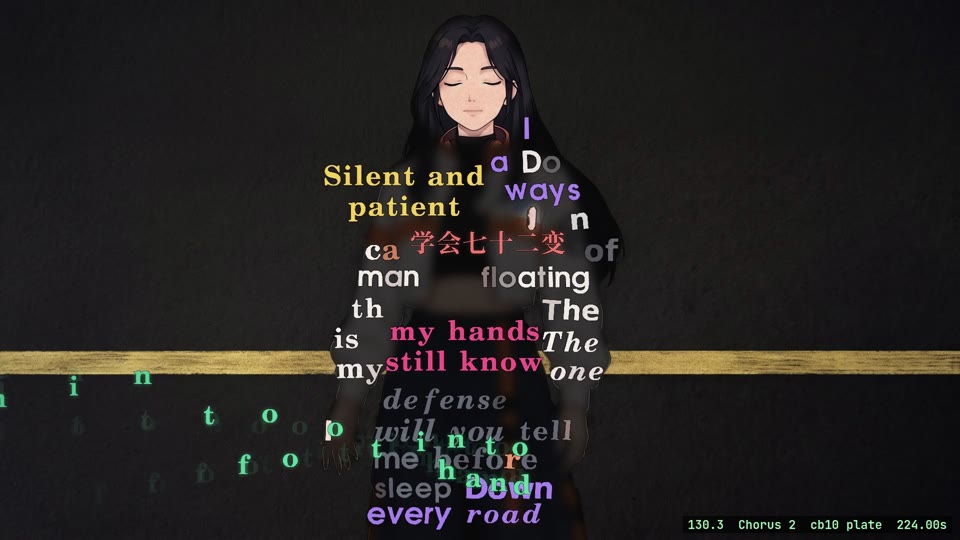 I
a Do
Silent and
ways
patient
n
学会七十二变
ca
of
man floating
th The
is my hands The
my still know one
defense
will you tell
me before
sleep Down
every road
i n
t o o
f o o t i n t o
h a n d
130.3 Chorus 2 cb10 plate 224.00s